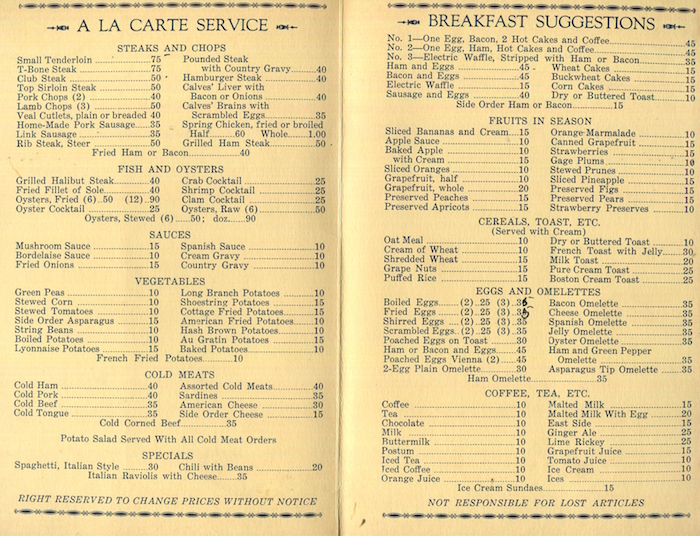 A LA CARTE SERVICE
STEAKS AND CHOPS
Small Tenderloin 75
T-Bone Steak 75
Club Steak 50
Top Sirloin Steak 50
Pork Chops (2) 40
Lamb Chops (3) 50
Veal Cutlets, plain or breaded 40
Home-Made Pork Sausage 35
Link Sausage 35
Rib Steak, Steer 50
Pounded Steak
with Country Gravy 40
Hamburger Steak 40
Calves' Liver with
Bacon or Onions 40
Calves' Brains with
Scrambled Eggs 35
Spring Chicken, fried or broiled
Half 60 Whole 1.00
Grilled Ham Steak 50
Fried Ham or Bacon 40
FISH AND OYSTERS
Grilled Halibut Steak 40
Fried Fillet of Sole 40
Oysters, Fried (6) 50 (12) 90
Oyster Cocktail 25
Crab Cocktail 25
Shrimp Cocktail 25
Clam Cocktail 25
Oysters, Raw (6) 50
Oysters, Stewed (6) 50; doz. 90
SAUCES
Mushroom Sauce 15
Bordelaise Sauce 10
Fried Onions 15
Spanish Sauce 10
Cream Gravy 10
Country Gravy 10
VEGETABLES
Green Peas 10
Stewed Corn 10
Stewed Tomatoes 10
Side Order Asparagus 15
String Beans 10
Boiled Potatoes 10
Lyonnaise Potatoes 15
Long Branch Potatoes 10
Shoestring Potatoes 15
Cottage Fried Potatoes 15
American Fried Potatoes 10
Hash Brown Potatoes 10
Au Gratin Potatoes 15
Baked Potatoes 10
French Fried Potatoes 10
COLD MEATS
Cold Ham 40
Cold Pork 40
Cold Beef 35
Cold Tongue 35
Assorted Cold Meats 40
Sardines 35
American Cheese 30
Side Order Cheese 15
Cold Corned Beef 35
Potato Salad Served With All Cold Meat Orders
SPECIALS
Spaghetti, Italian Style 30
Chili with Beans 20
Italian Raviolis with Cheese 35
RIGHT RESERVED TO CHANGE PRICES WITHOUT NOTICE
BREAKFAST SUGGESTIONS
No. 1—One Egg, Bacon, 2 Hot Cakes and Coffee 45
No. 2—One Egg, Ham, Hot Cakes and Coffee 45
No. 3—Electric Waffle, Stripped with Ham or Bacon 35
Ham and Eggs 45
Bacon and Eggs 45
Electric Waffle 15
Sausage and Eggs 40
Wheat Cakes 15
Buckwheat Cakes 15
Corn Cakes 15
Dry or Buttered Toast 10
Side Order Ham or Bacon 15
FRUITS IN SEASON
Sliced Bananas and Cream 15
Apple Sauce 10
Baked Apple
with Cream 15
Sliced Oranges 10
Grapefruit, half 10
Grapefruit, whole 20
Preserved Peaches 15
Preserved Apricots 15
Orange Marmalade 10
Canned Grapefruit 15
Strawberries 15
Gage Plums 10
Stewed Prunes 10
Sliced Pineapple 15
Preserved Figs 15
Preserved Pears 15
Strawberry Preserves 10
CEREALS, TOAST, ETC.
(Served with Cream)
Oat Meal 10
Cream of Wheat 10
Shredded Wheat 15
Grape Nuts 15
Puffed Rice 15
Dry or Buttered Toast 10
French Toast with Jelly 30
Milk Toast 20
Pure Cream Toast 25
Boston Cream Toast 25
EGGS AND OMELETTES
Boiled Eggs (2) 25 (3) 35
Fried Eggs (2) 25 (3) 35
Shirred Eggs (2) 25 (3) 35
Scrambled Eggs (2) 25 (3) 35
Poached Eggs on Toast 30
Ham or Bacon and Eggs 45
Poached Eggs Vienna (2) 45
2-Egg Plain Omelette 30
Bacon Omelette 35
Cheese Omelette 35
Spanish Omelette 35
Jelly Omelette 35
Oyster Omelette 35
Ham and Green Pepper
Omelette 35
Asparagus Tip Omelette 35
Ham Omelette 35
COFFEE, TEA, ETC.
Coffee 10
Tea 10
Chocolate 10
Milk 10
Buttermilk 10
Postum 10
Iced Tea 10
Iced Coffee 10
Orange Juice 10
Malted Milk 15
Malted Milk With Egg 20
East Side 15
Ginger Ale 25
Lime Rickey 25
Grapefruit Juice 15
Tomato Juice 10
Ice Cream 10
Ices 10
Ice Cream Sundaes 15
NOT RESPONSIBLE FOR LOST ARTICLES